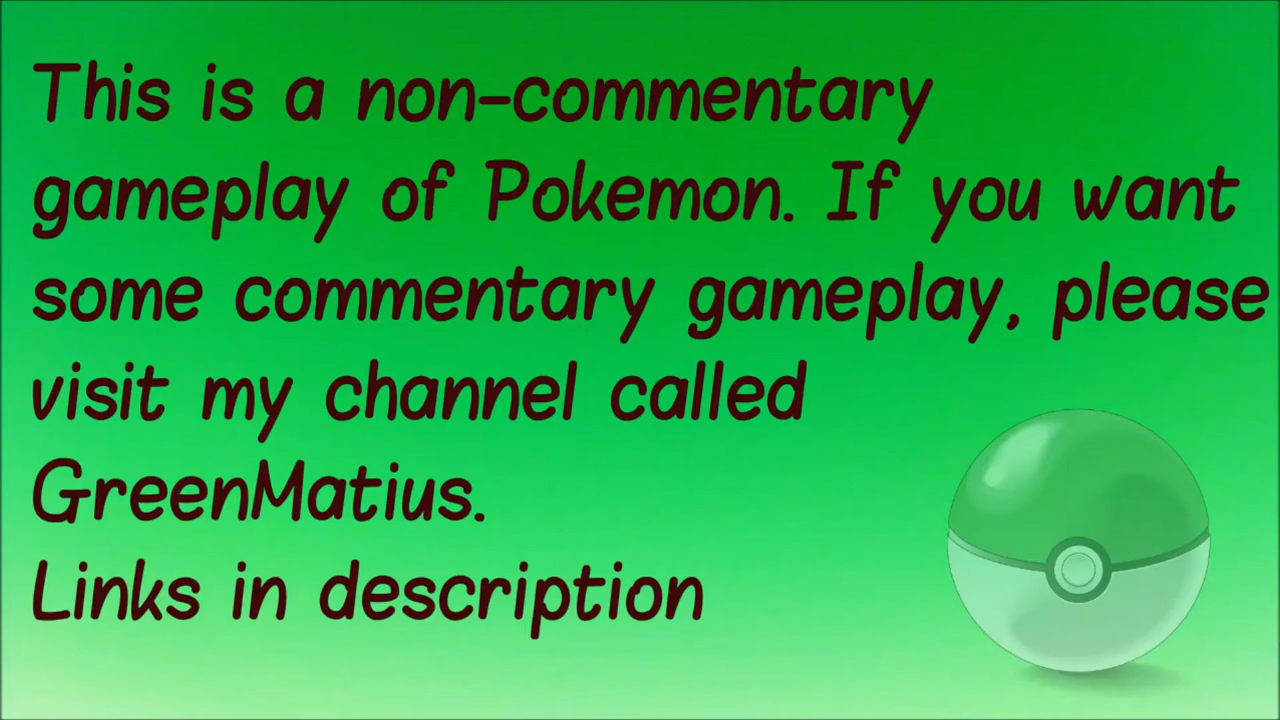 This is a non-commentary
gameplay of Pokemon. If you want
some commentary gameplay, please
visit my channel called
GreenMatius.
Links in description